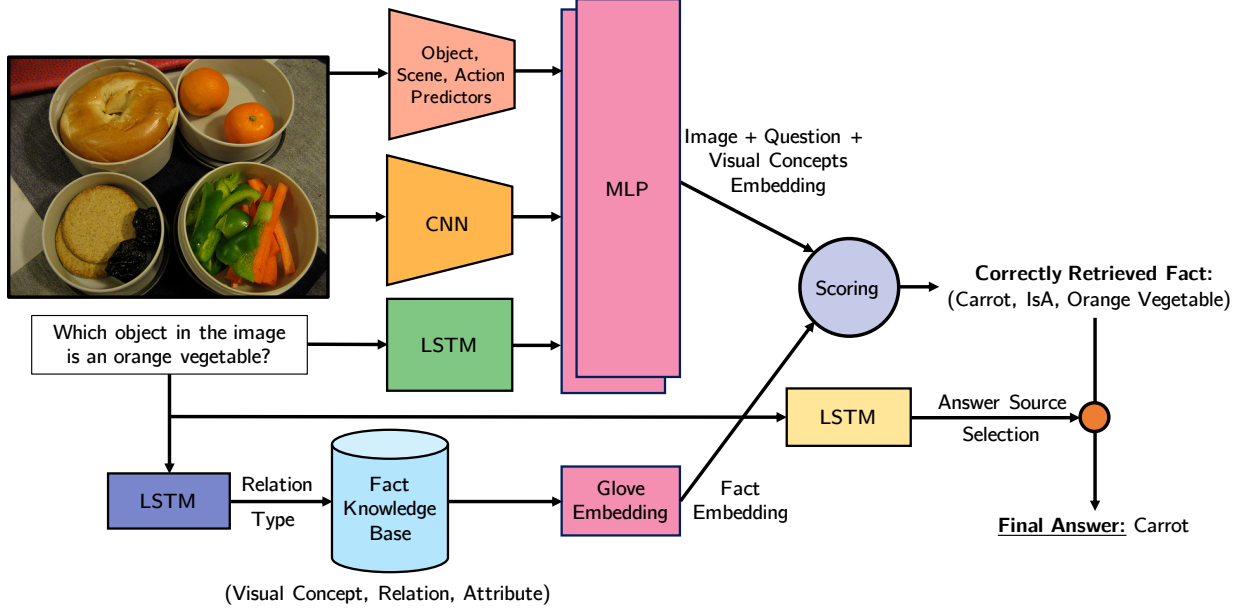 Object,
Scene, Action
Predictors
CNN
LSTM
MLP
Image + Question +
Visual Concepts
Embedding
Scoring
Correctly Retrieved Fact:
(Carrot, IsA, Orange Vegetable)
Which object in the image
is an orange vegetable?
LSTM
Answer Source
Selection
LSTM
Relation
Type
Fact
Knowledge
Base
Glove
Embedding
Fact
Embedding
Final Answer: Carrot
(Visual Concept, Relation, Attribute)